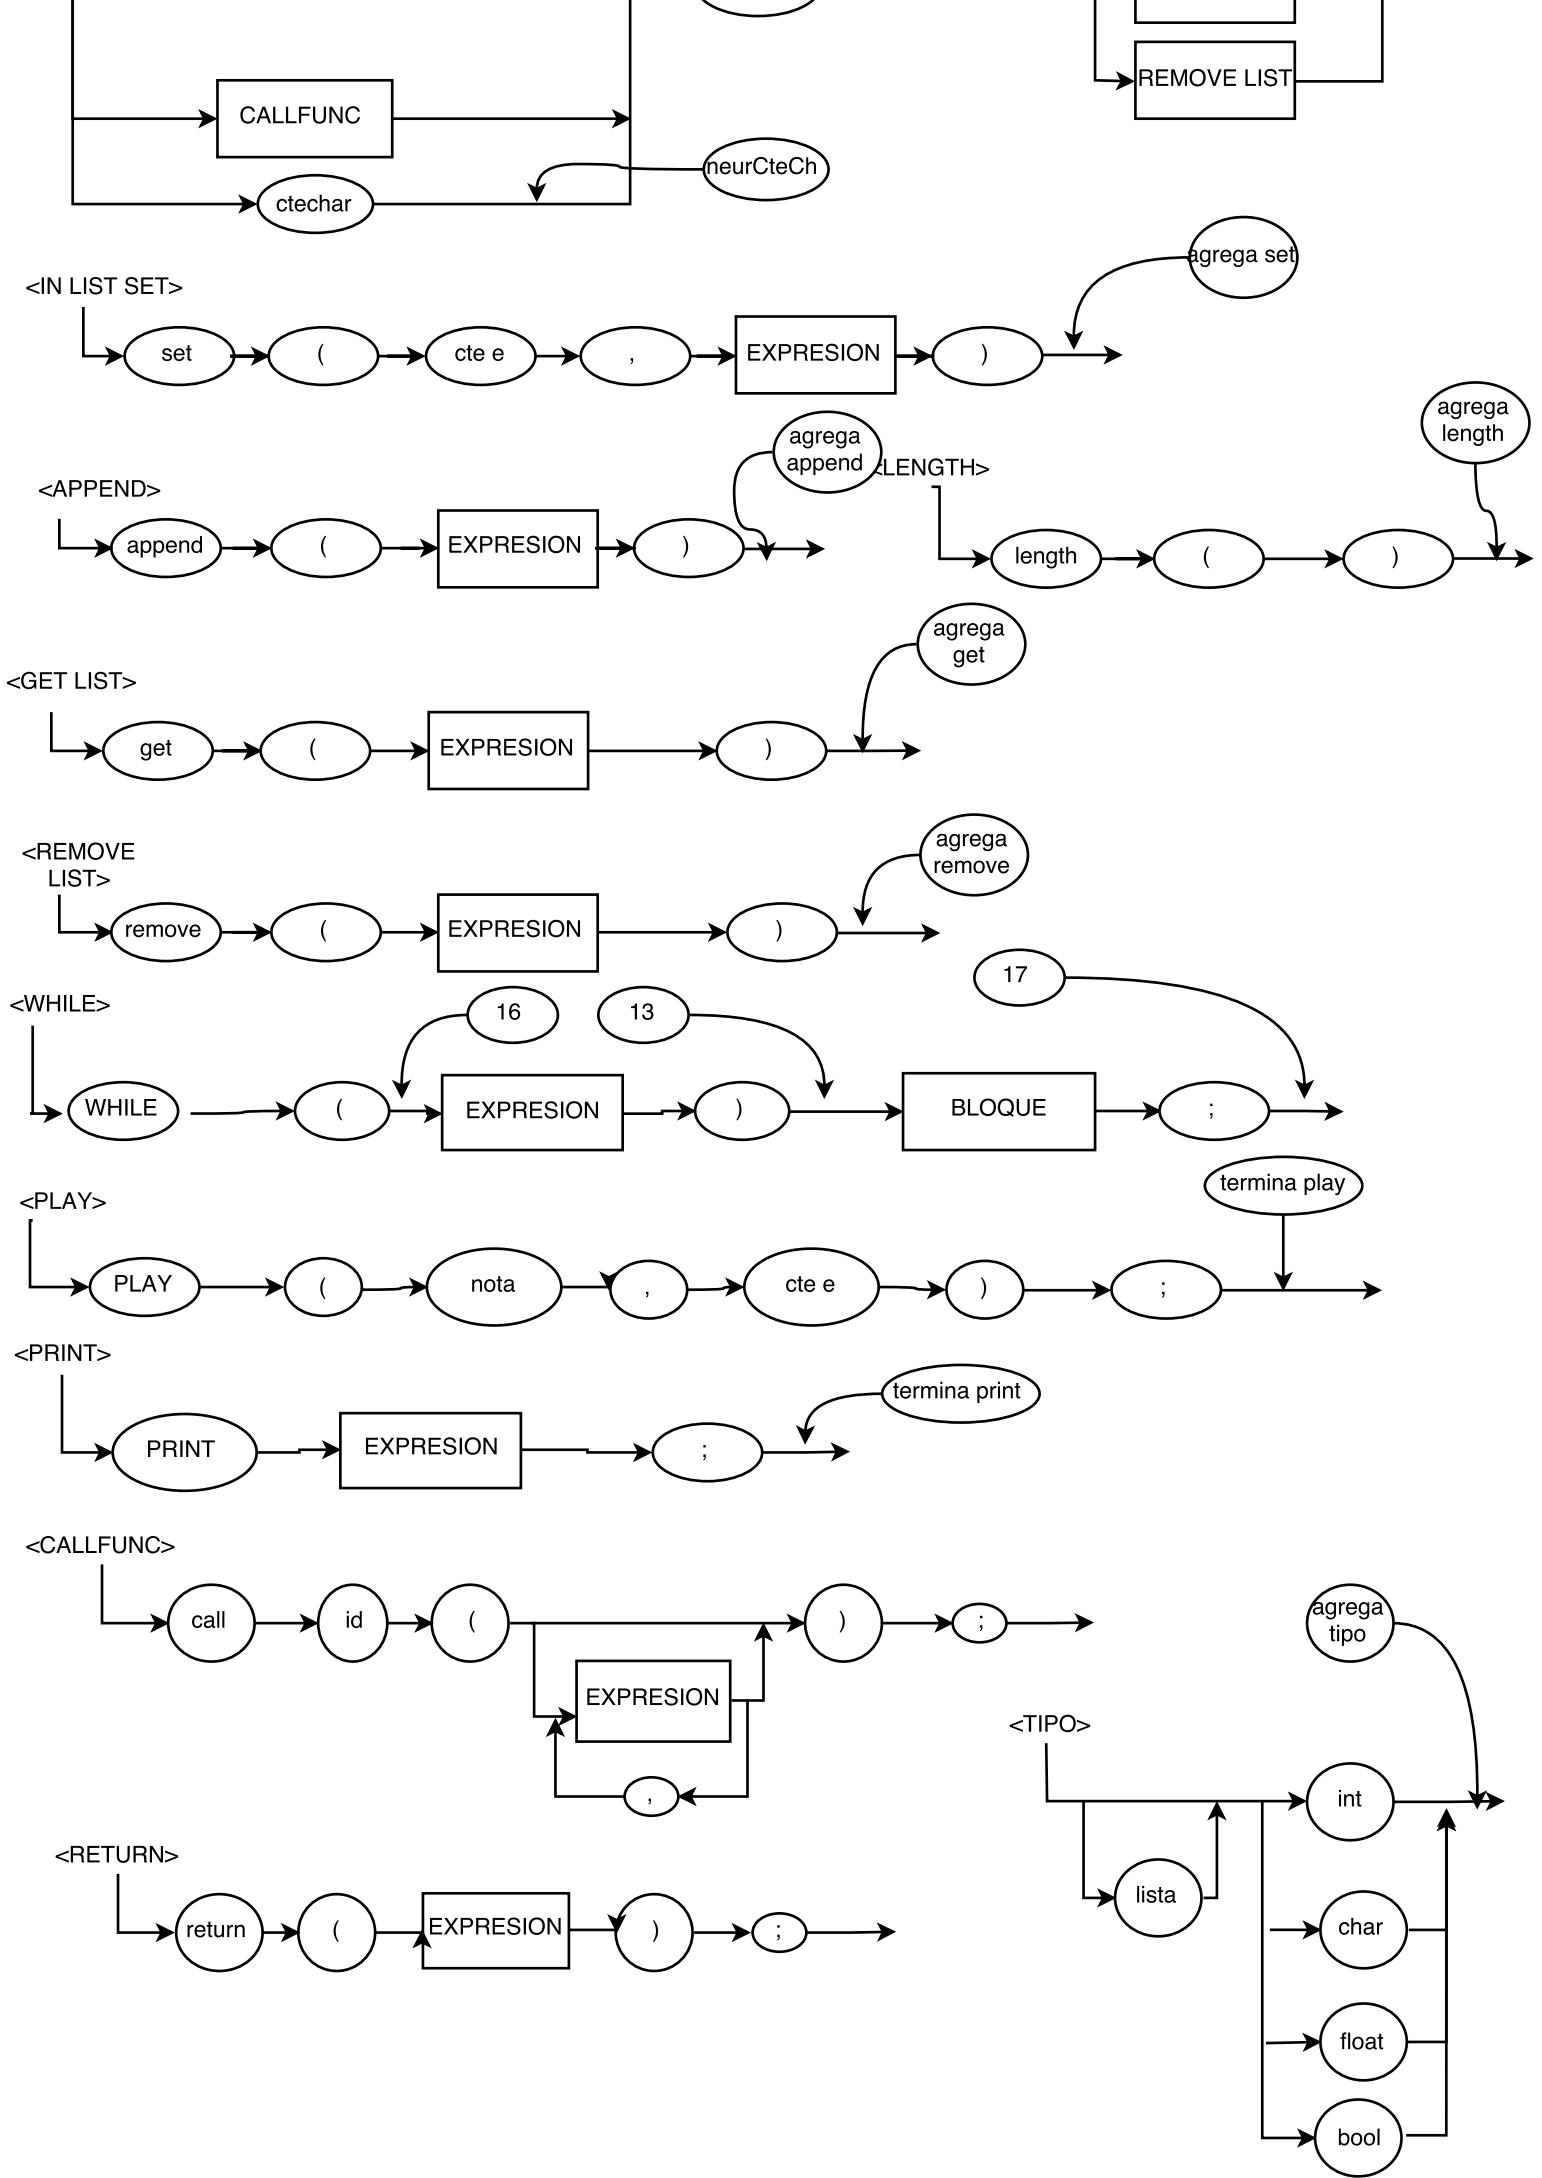 REMOVE LIST
CALLFUNC
neurCteCh
ctechar
agrega set
<IN LIST SET>
set
(
cte e
,
EXPRESION
)
agrega
append
agrega
length
<LENGTH>
<APPEND>
append
(
EXPRESION
)
length
(
)
agrega
get
<GET LIST>
get
(
EXPRESION
)
agrega
remove
<REMOVE
LIST>
remove
(
EXPRESION
)
17
<WHILE>
16
13
WHILE
(
EXPRESION
)
BLOQUE
;
termina play
<PLAY>
PLAY
(
nota
,
cte e
)
;
<PRINT>
termina print
PRINT
EXPRESION
;
<CALLFUNC>
call
id
(
)
;
EXPRESION
,
agrega
tipo
<TIPO>
int
lista
char
float
bool
<RETURN>
return
(
EXPRESION
)
;